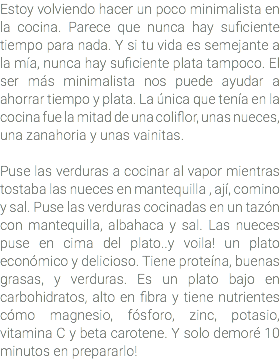 Estoy volviendo hacer un poco minimalista en
la cocina. Parece que nunca hay suficiente
tiempo para nada. Y si tu vida es semejante a
la mía, nunca hay suficiente plata tampoco. El
ser más minimalista nos puede ayudar a
ahorrar tiempo y plata. La única que tenía en la
cocina fue la mitad de una coliflor, unas nueces,
una zanahoria y unas vainitas.

Puse las verduras a cocinar al vapor mientras
tostaba las nueces en mantequilla , ají, comino
y sal. Puse las verduras cocinadas en un tazón
con mantequilla, albahaca y sal. Las nueces
puse en cima del plato..y voila! un plato
económico y delicioso. Tiene proteína, buenas
grasas, y verduras. Es un plato bajo en
carbohidratos, alto en fibra y tiene nutrientes
cómo magnesio, fósforo, zinc, potasio,
vitamina C y beta carotene. Y solo demoré 10
minutos en prepararlo!